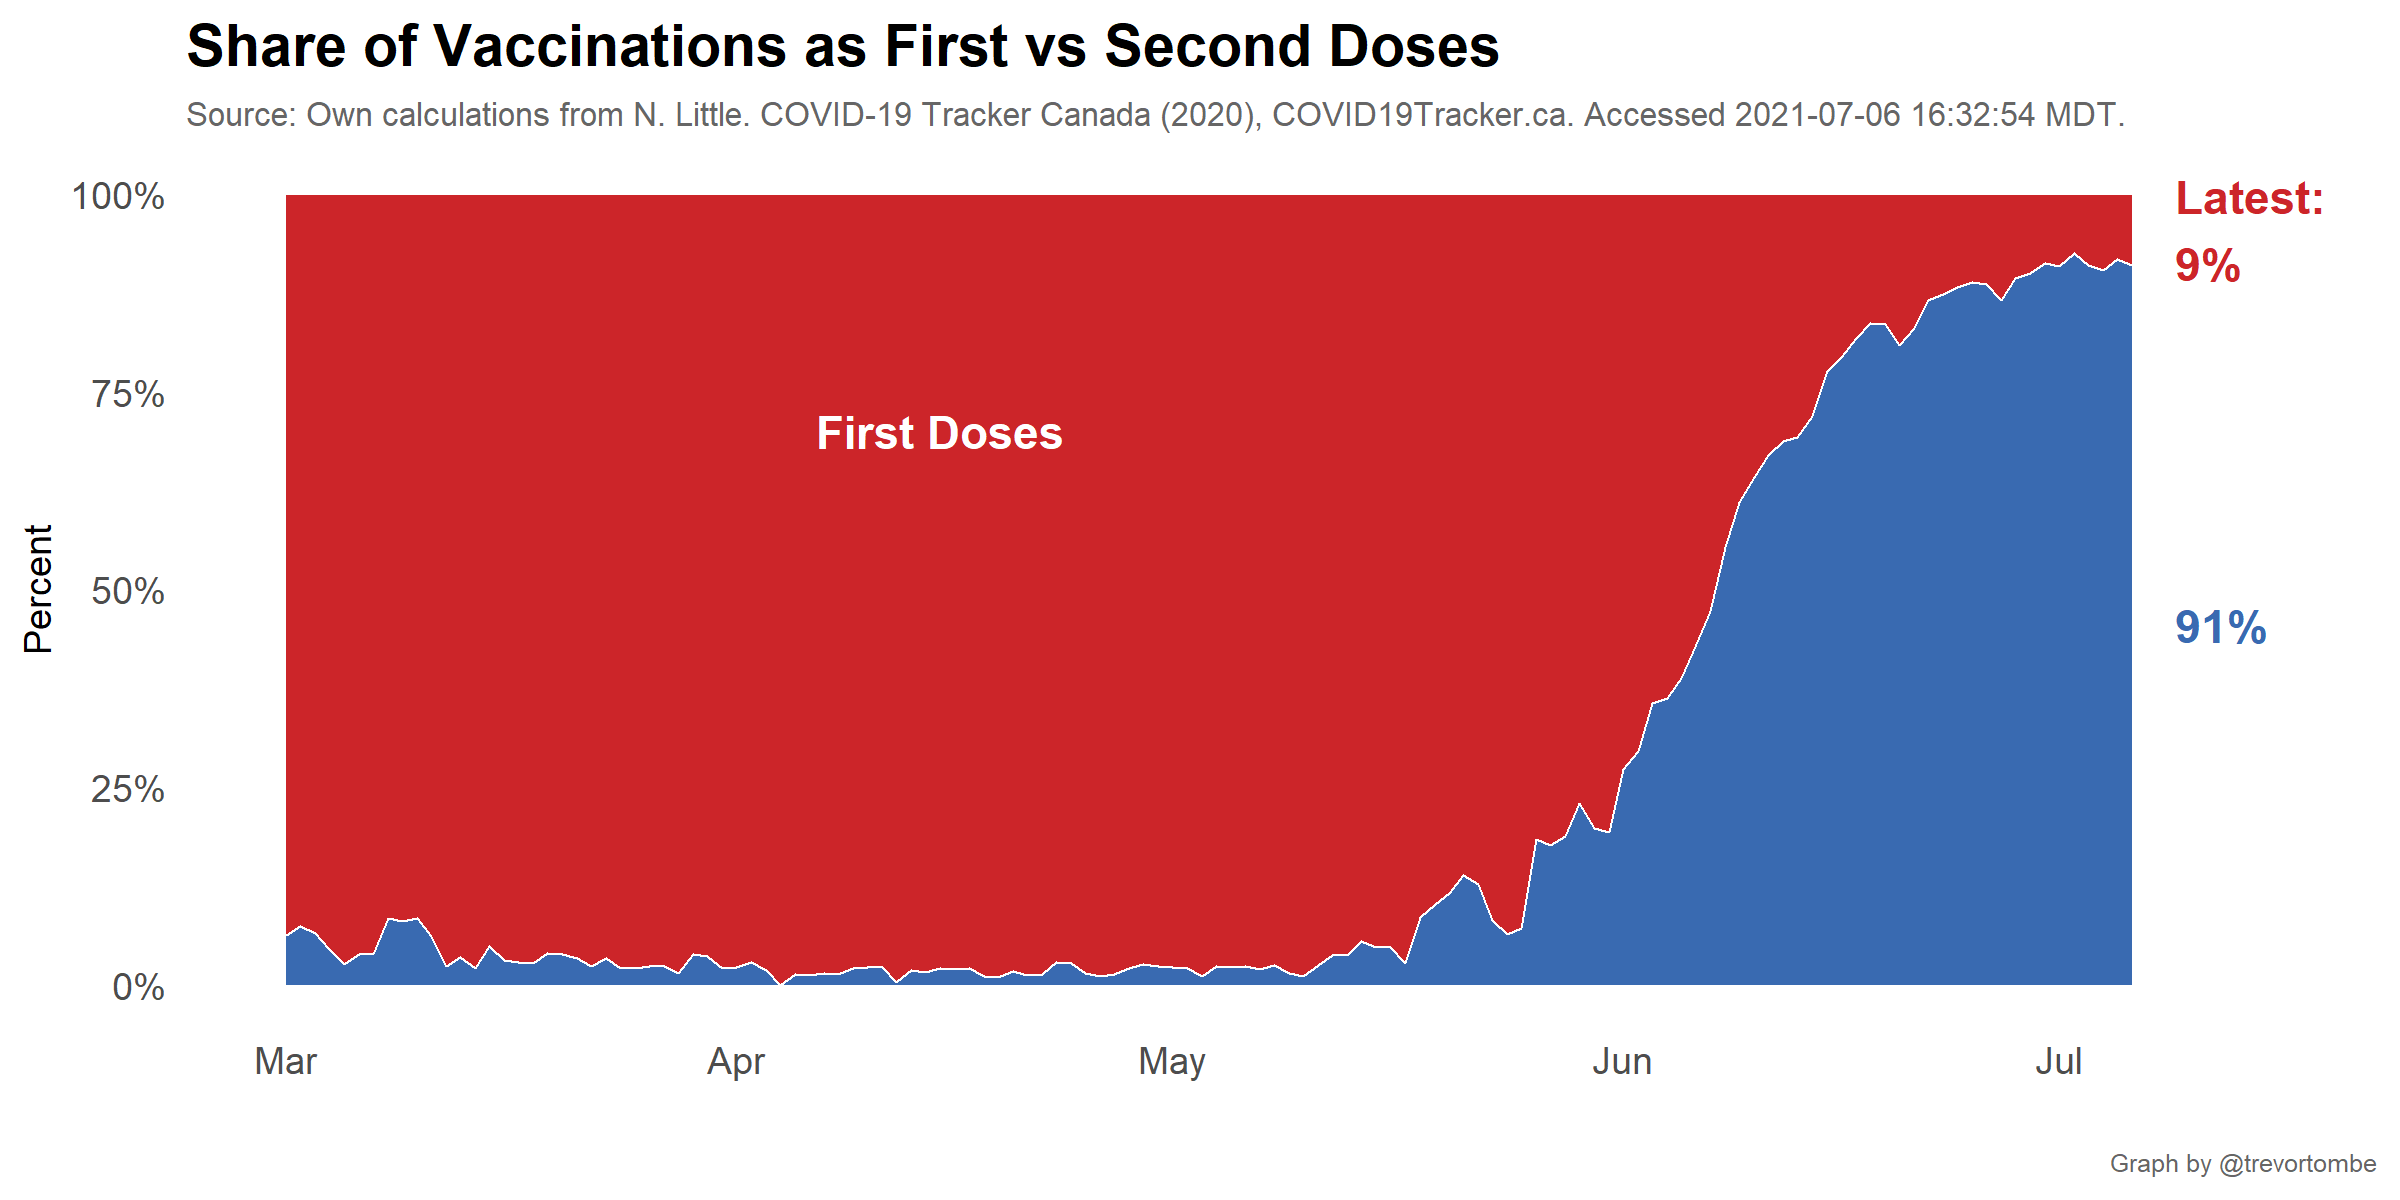 Share of Vaccinations as First vs Second Doses
Source: Own calculations from N. Little. COVID-19 Tracker Canada (2020), COVID19Tracker.ca. Accessed 2021-07-06 16:32:54 MDT.
100%
75%
50%
25%
0%
Percent
First Doses
Latest:
9%
91%
Mar
Apr
May
Jun
Jul
Graph by @trevortombe